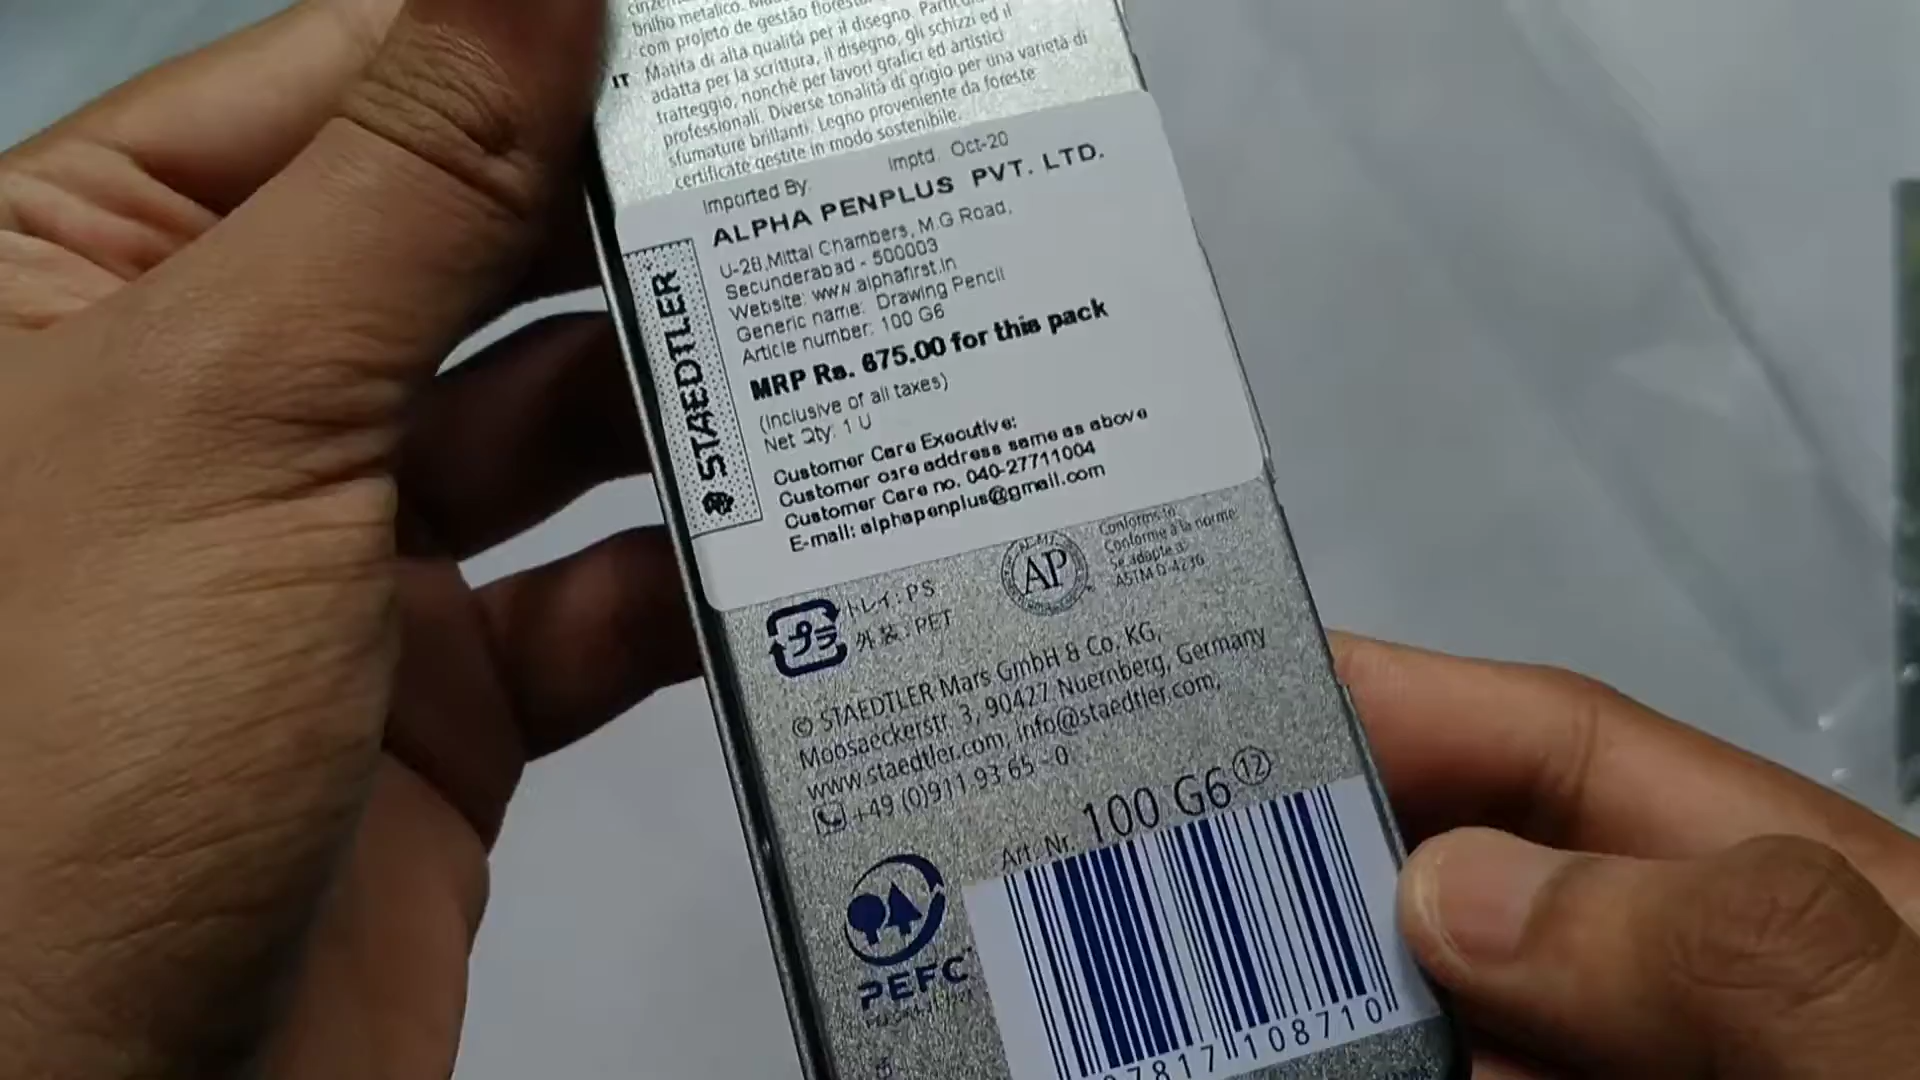 brilho metalico.
com projeto de gestão
IT Matita di alta qualità per il disegno.
adatta per la scrittura, il disegno, gli schizzi ed il
tratteggio, nonchè per lavori grafici ed artistici
professionali. Diverse tonalità di grigio per una varietà di
sfumature brillanti. Legno proveniente da foreste
certificate gestite in modo sostenibile.
Imptd. Oct-20
Imported By.
ALPHA PENPLUS PVT. LTD.
U-28,Mittal Chambers, M.G.Road,
Secunderabad - 500003
Website: www.alphafirst.in
Generic name: Drawing Pencil
Article number: 100 G6
MRP Rs. 675.00 for this pack
(Inclusive of all taxes)
Net Qty: 1 U
Customer Care Executive:
Customer care address same as above
Customer Care no. 040-27711004
E-mail: alphapenplus@gmail.com
STAEDTLER
プラ
トレイ: PS
外装: PET
AP
Conforms to
Conforme à la norme
Se adapta a:
ASTM D-4236
© STAEDTLER Mars GmbH & Co. KG,
Moosaeckerstr. 3, 90427 Nuernberg, Germany
www.staedtler.com, info@staedtler.com,
+49 (0)911 93 65 - 0
Art. Nr. 100 G6 12
PEFC
7817 108710